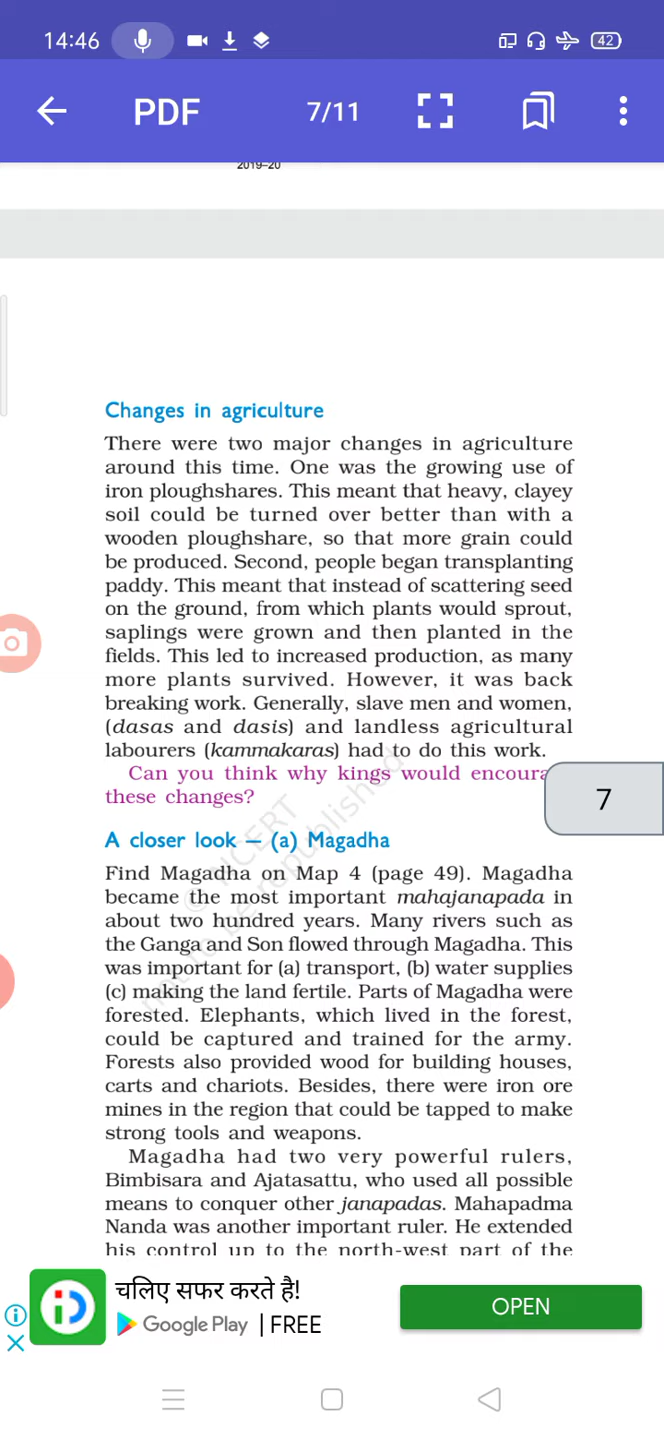 14:46
42
PDF
7/11
2019–20
Changes in agriculture
There were two major changes in agriculture
around this time. One was the growing use of
iron ploughshares. This meant that heavy, clayey
soil could be turned over better than with a
wooden ploughshare, so that more grain could
be produced. Second, people began transplanting
paddy. This meant that instead of scattering seed
on the ground, from which plants would sprout,
saplings were grown and then planted in the
fields. This led to increased production, as many
more plants survived. However, it was back
breaking work. Generally, slave men and women,
(dasas and dasis) and landless agricultural
labourers (kammakaras) had to do this work.
Can you think why kings would encoura
these changes?
7
A closer look — (a) Magadha
Find Magadha on Map 4 (page 49). Magadha
became the most important mahajanapada in
about two hundred years. Many rivers such as
the Ganga and Son flowed through Magadha. This
was important for (a) transport, (b) water supplies
(c) making the land fertile. Parts of Magadha were
forested. Elephants, which lived in the forest,
could be captured and trained for the army.
Forests also provided wood for building houses,
carts and chariots. Besides, there were iron ore
mines in the region that could be tapped to make
strong tools and weapons.
Magadha had two very powerful rulers,
Bimbisara and Ajatasattu, who used all possible
means to conquer other janapadas. Mahapadma
Nanda was another important ruler. He extended
his control up to the north-west part of the
© NCERT
not to be republished
चलिए सफर करते है!
Google Play | FREE
OPEN